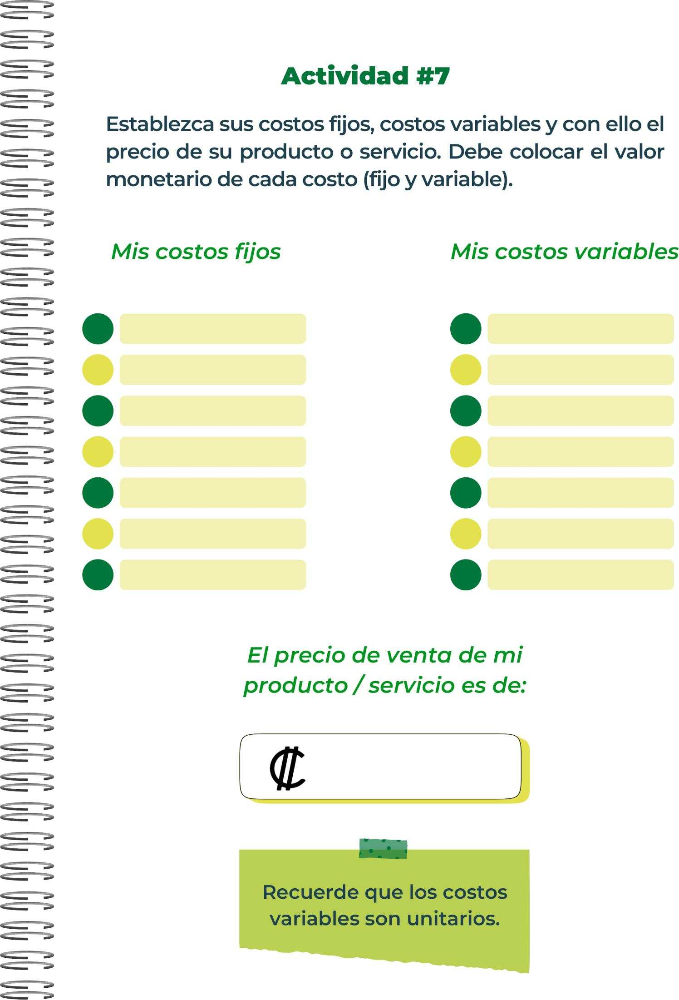 Actividad #7
Establezca sus costos fijos, costos variables y con ello el
precio de su producto o servicio. Debe colocar el valor
monetario de cada costo (fijo y variable).
Mis costos fijos
Mis costos variables
El precio de venta de mi
producto / servicio es de:
₡
Recuerde que los costos
variables son unitarios.